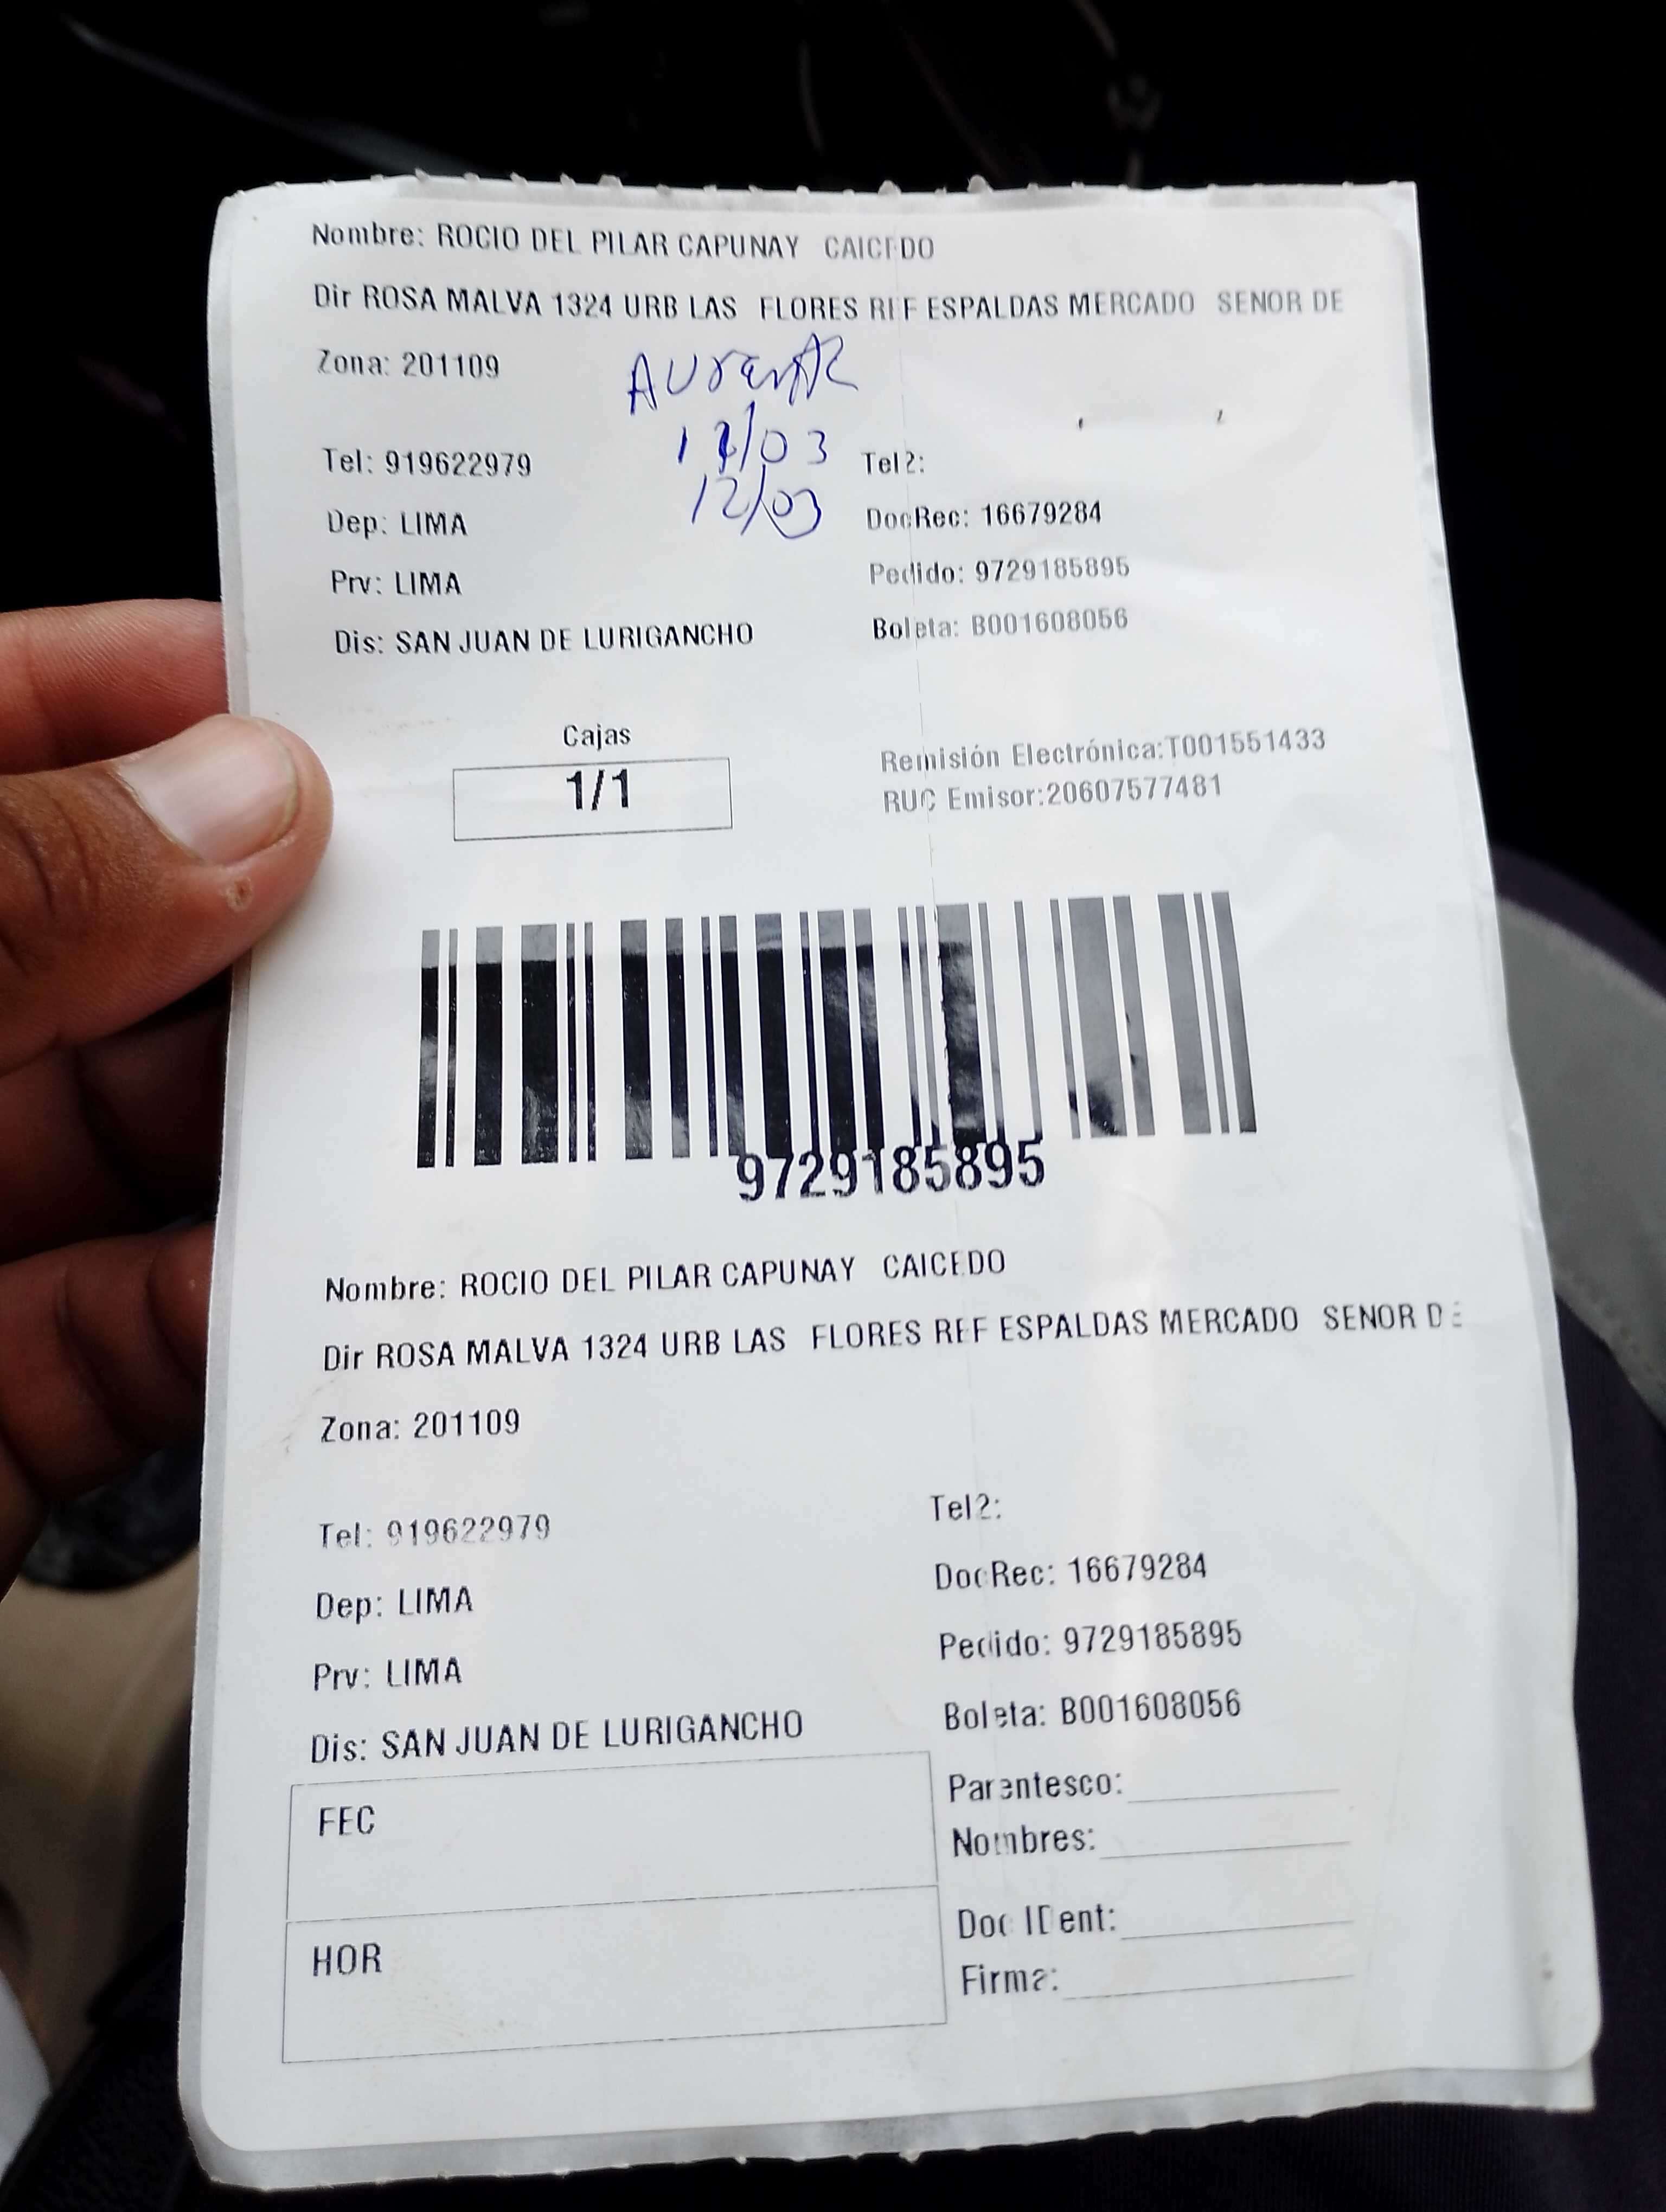 Nombre: ROCIO DEL PILAR CAPUNAY CAICEDO
Dir ROSA MALVA 1324 URB LAS FLORES REF ESPALDAS MERCADO SENOR DE
Zona: 201109
12/03
Tel: 919622979
Tel2:
Dep: LIMA
DocRec: 16679284
Prv: LIMA
Pedido: 9729185895
Dis: SAN JUAN DE LURIGANCHO
Boleta: B001608056
Cajas
1/1
Remisión Electrónica:T001551433
RUC Emisor:20607577481
9729185895
Nombre: ROCIO DEL PILAR CAPUNAY CAICEDO
Dir ROSA MALVA 1324 URB LAS FLORES REF ESPALDAS MERCADO SENOR DE
Zona: 201109
Tel: 919622979
Tel2:
Dep: LIMA
DocRec: 16679284
Prv: LIMA
Pedido: 9729185895
Dis: SAN JUAN DE LURIGANCHO
Boleta: B001608056
FEC
Parentesco:
Nombres:
HOR
Doc IDent:
Firma: